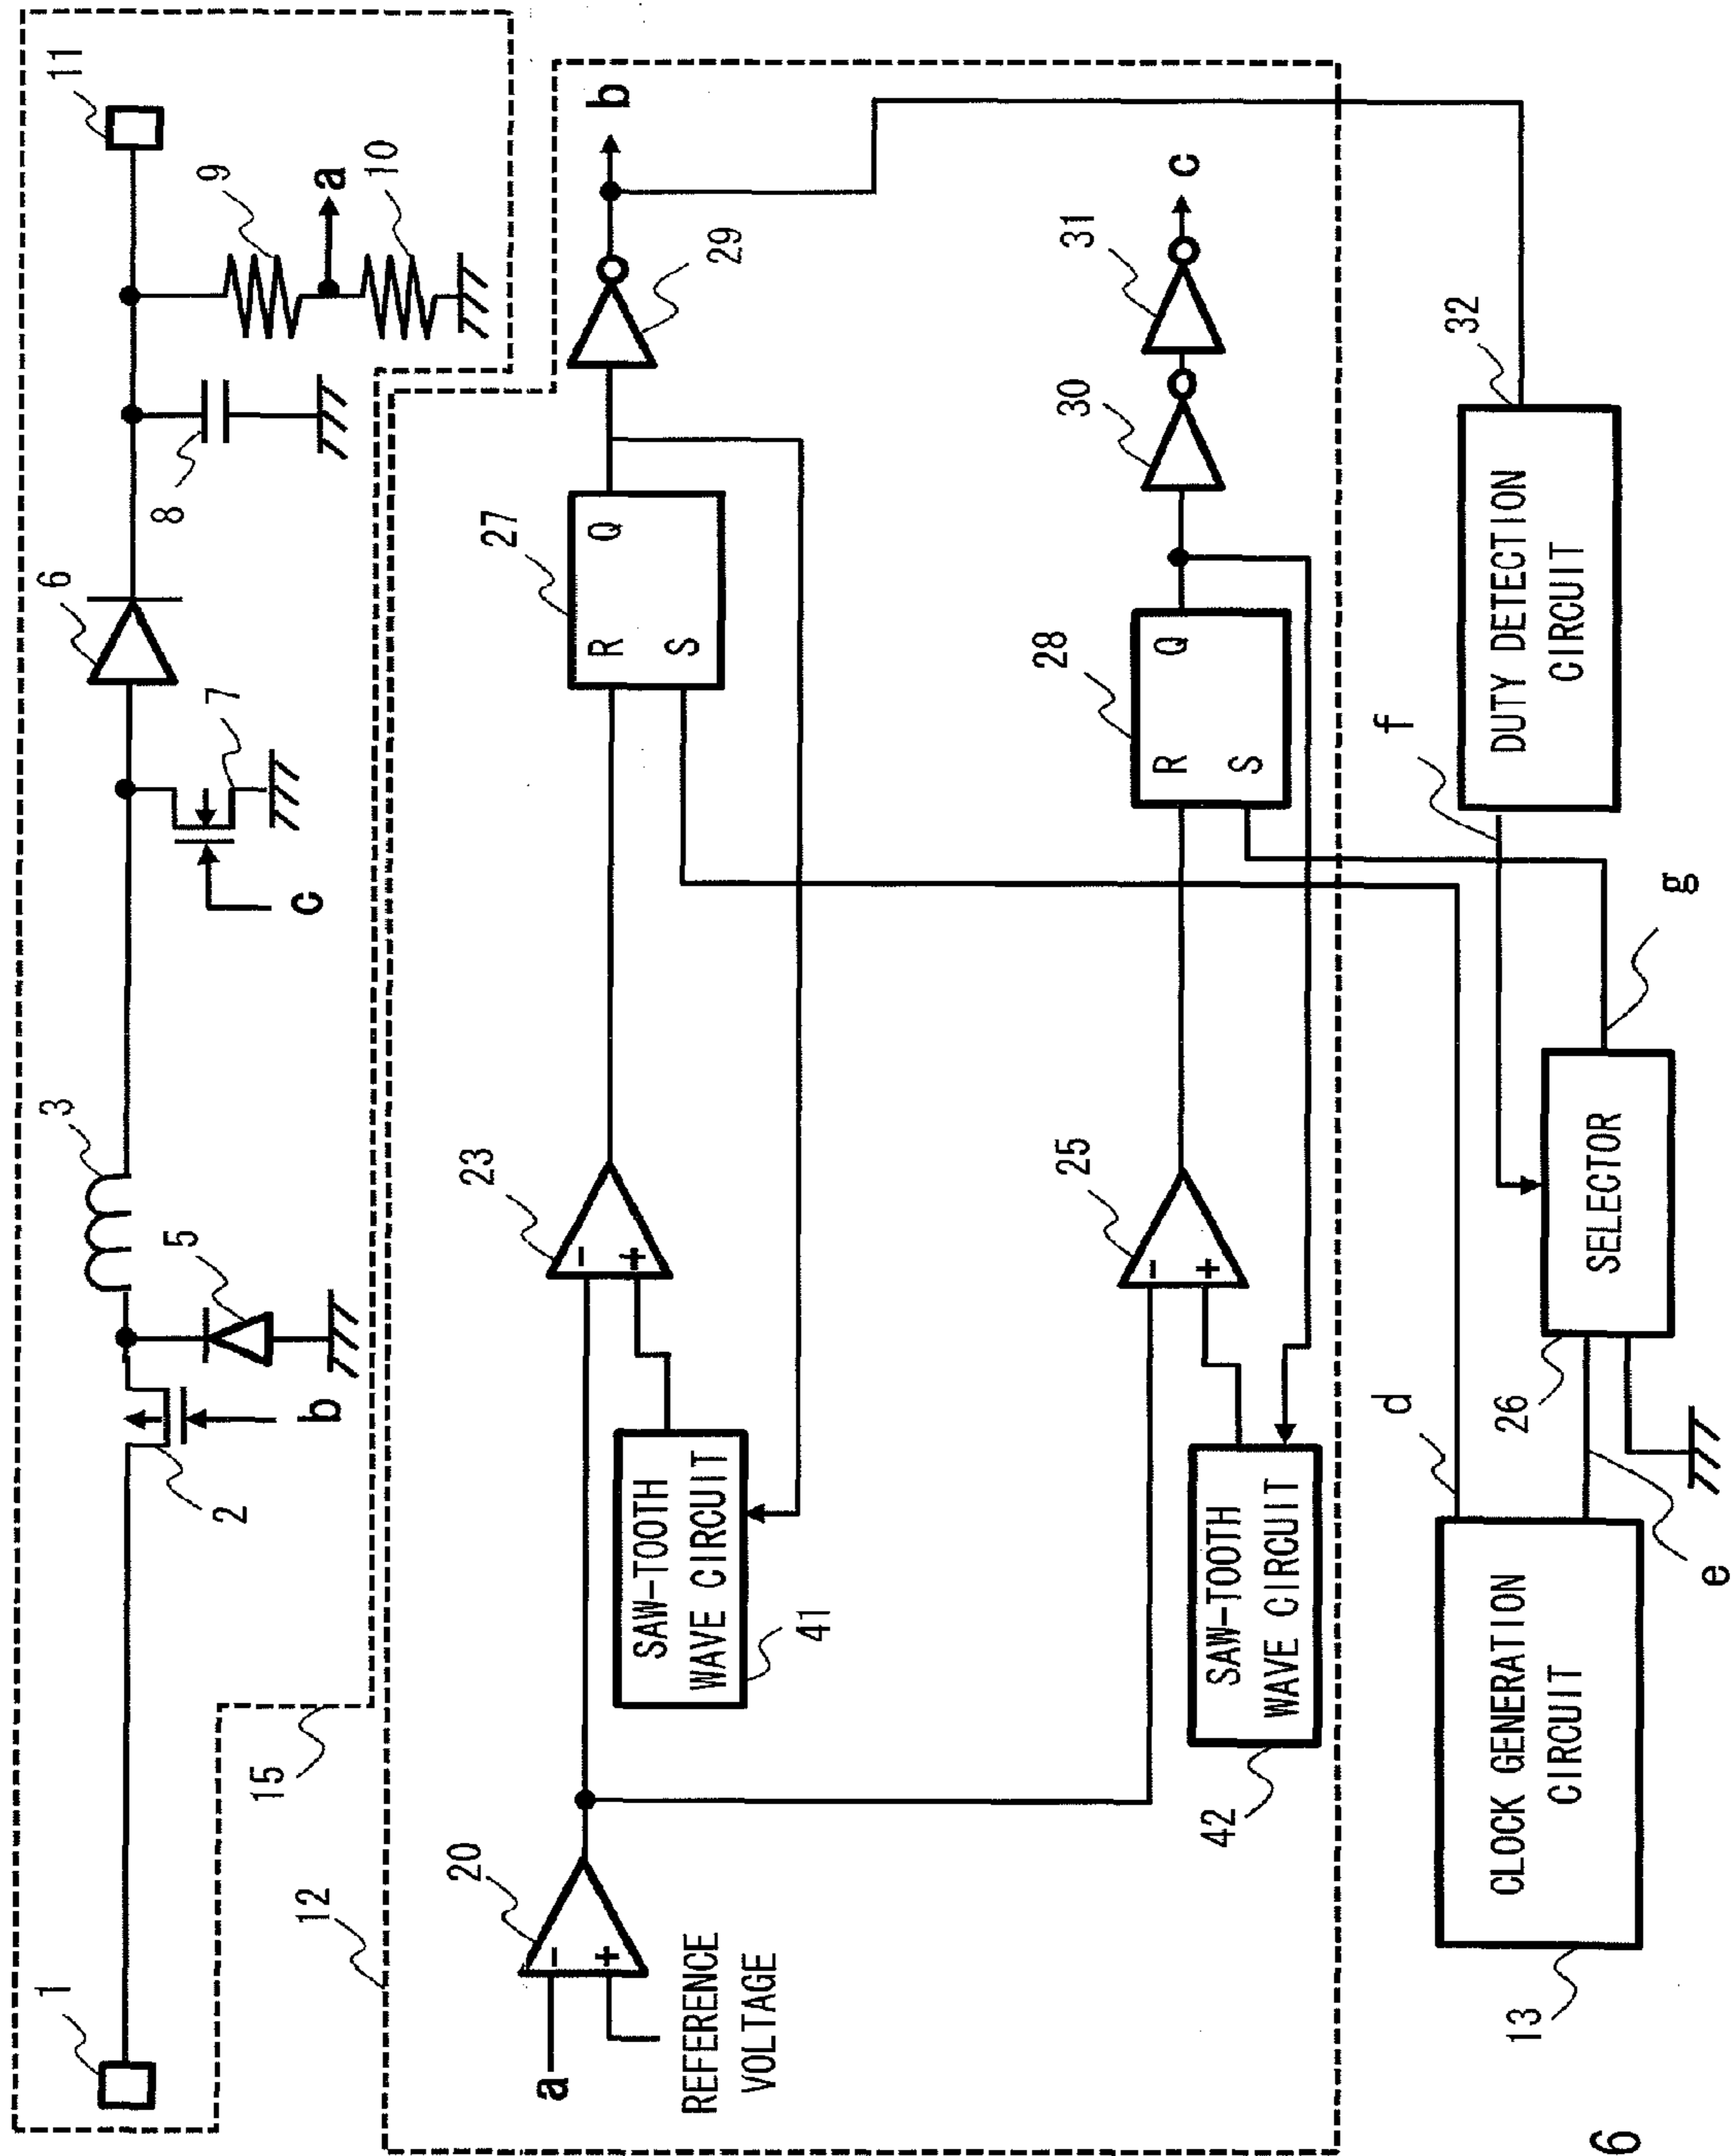 1
2
3
5
b
6
7
c
8
9
a
10
11
15
12
a
REFERENCE
VOLTAGE
20
-
+
SAW-TOOTH
WAVE CIRCUIT
41
23
-
+
27
R
Q
S
29
b
SAW-TOOTH
WAVE CIRCUIT
42
25
-
+
28
R
Q
S
30
31
c
13
CLOCK GENERATION
CIRCUIT
d
e
26
SELECTOR
g
f
DUTY DETECTION
CIRCUIT
32
6